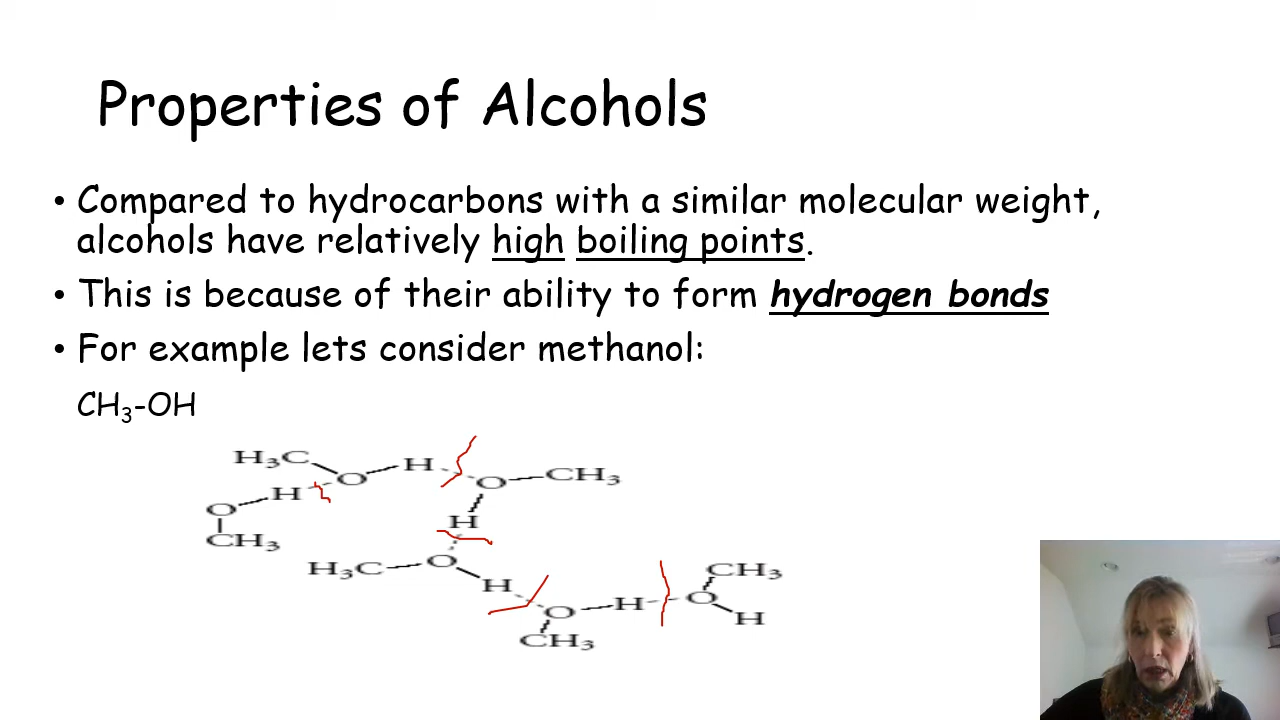 Properties of Alcohols
• Compared to hydrocarbons with a similar molecular weight,
alcohols have relatively high boiling points.
• This is because of their ability to form hydrogen bonds
• For example lets consider methanol:
CH₃-OH
H₃C O H O CH₃
O H
CH₃ H
H₃C O H
O H O CH₃
CH₃ H